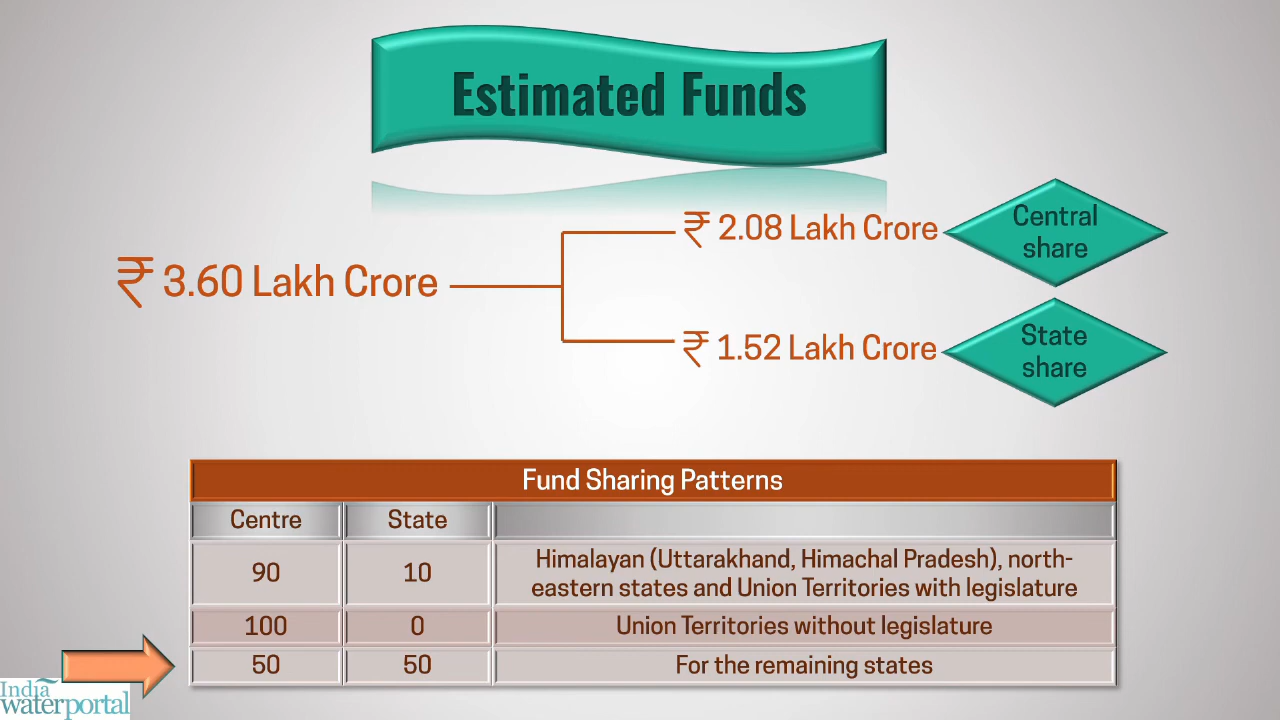 Estimated Funds
₹ 3.60 Lakh Crore
₹ 2.08 Lakh Crore
Central
share
₹ 1.52 Lakh Crore
State
share
Fund Sharing Patterns
Centre State
90 10 Himalayan (Uttarakhand, Himachal Pradesh), north-
eastern states and Union Territories with legislature
100 0 Union Territories without legislature
50 50 For the remaining states
India
waterportal